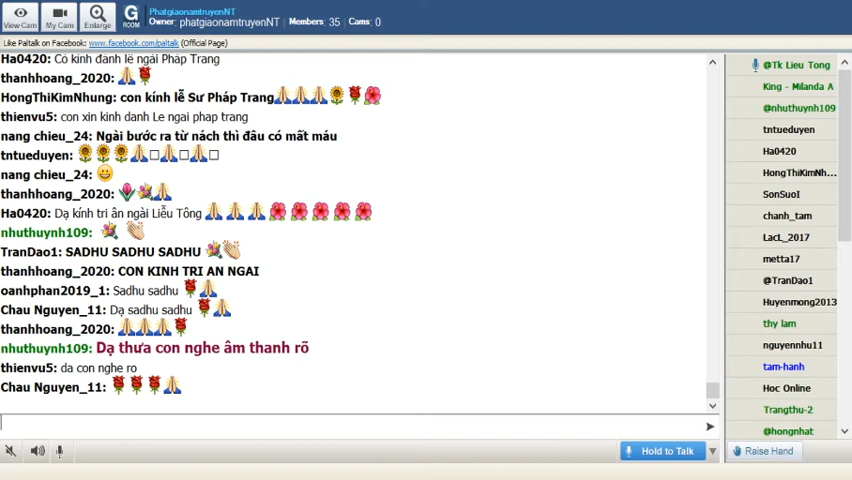 PhatgiaonamtruyenNT
Owner: phatgiaonamtruyenNT Members: 35 Cams: 0
View Cam My Cam Enlarge G ROOM
Like Paltalk on Facebook: www.facebook.com/paltalk (Official Page)
Ha0420: Có kính đảnh lễ ngài Pháp Trang
thanhhoang_2020: 🙏🌹
HongThiKimNhung: con kính lễ Sư Pháp Trang🙏🙏🙏🌻🌹🌺
thienvu5: con xin kinh danh Le ngai phap trang
nang chieu_24: Ngài bước ra từ nách thì đâu có mất máu
tntueduyen: 🌻🌻🌻🙏□🙏□🙏□
nang chieu_24: 😀
thanhhoang_2020: 🌷💐🙏
Ha0420: Dạ kính tri ân ngài Liễu Tông 🙏🙏🙏🌺🌺🌺🌺🌺
nhuthuynh109: 💐 👏
TranDao1: SADHU SADHU SADHU 💐👏
thanhhoang_2020: CON KINH TRI AN NGAI
oanhphan2019_1: Sadhu sadhu 🌹🙏
Chau Nguyen_11: Dạ sadhu sadhu 🌹🙏
thanhhoang_2020: 🙏🙏🙏🌹
nhuthuynh109: Dạ thưa con nghe âm thanh rõ
thienvu5: da con nghe ro
Chau Nguyen_11: 🌹🌹🌹🙏
Hold to Talk
@Tk Lieu Tong
King - Milanda A
@nhuthuynh109
tntueduyen
Ha0420
HongThiKimNh...
SonSuoI
chanh_tam
LacL_2017
metta17
@TranDao1
Huyenmong2013
thy lam
nguyennhu11
tam-hanh
Hoc Online
Trangthu-2
@hongnhat
Raise Hand